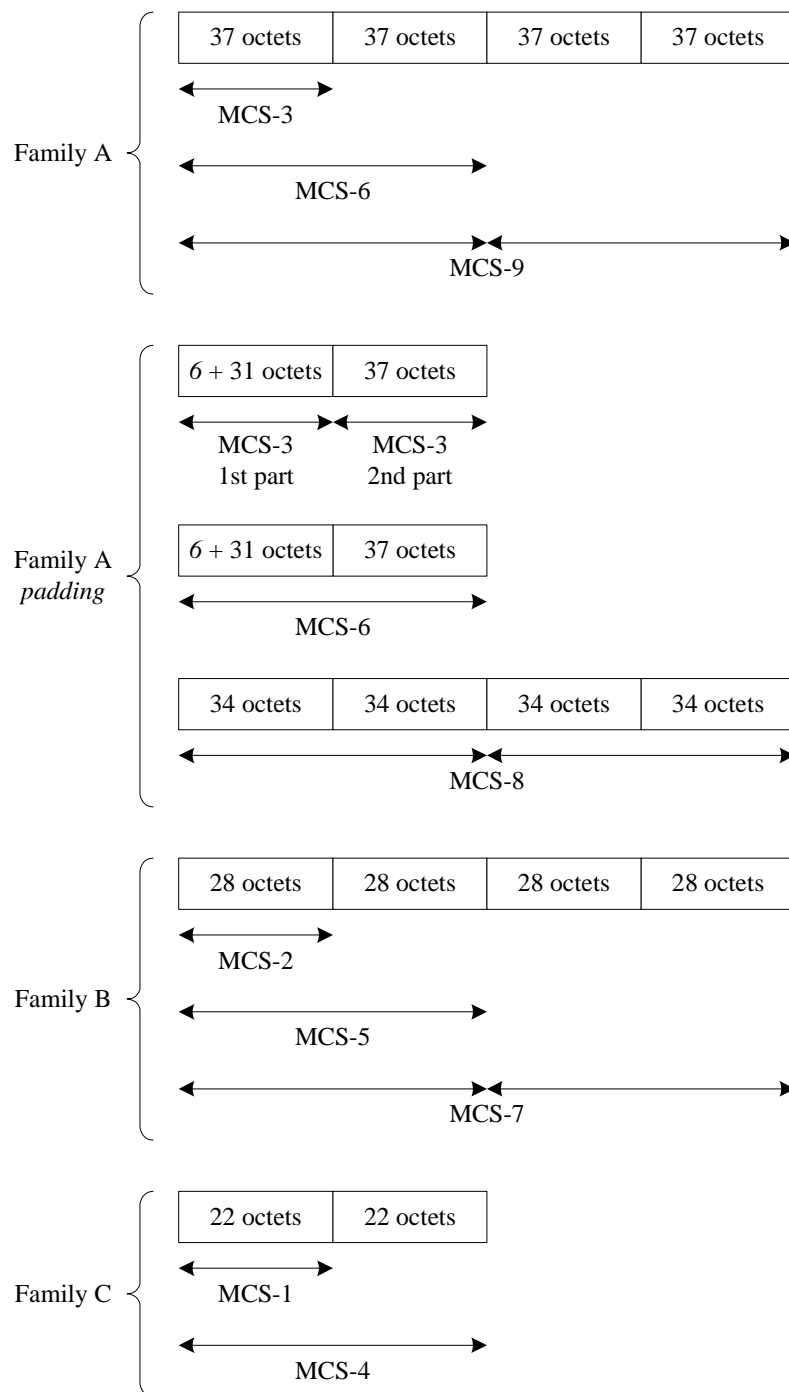 37 octets 37 octets 37 octets 37 octets
MCS-3
Family A
MCS-6
MCS-9
6 + 31 octets 37 octets
MCS-3 MCS-3
1st part 2nd part
6 + 31 octets 37 octets
Family A
padding
MCS-6
34 octets 34 octets 34 octets 34 octets
MCS-8
28 octets 28 octets 28 octets 28 octets
MCS-2
Family B
MCS-5
MCS-7
22 octets 22 octets
Family C
MCS-1
MCS-4